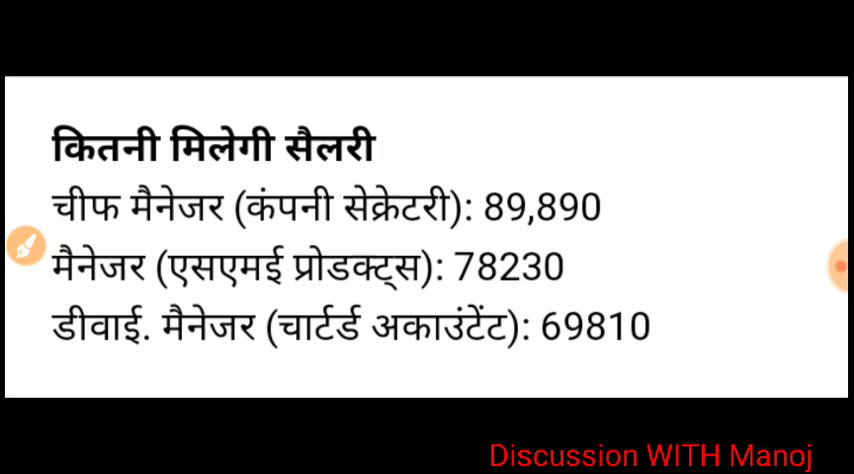 कितनी मिलेगी सैलरी
चीफ मैनेजर (कंपनी सेक्रेटरी): 89,890
मैनेजर (एसएमई प्रोडक्ट्स): 78230
डीवाई. मैनेजर (चार्टर्ड अकाउंटेंट): 69810
Discussion WITH Manoj